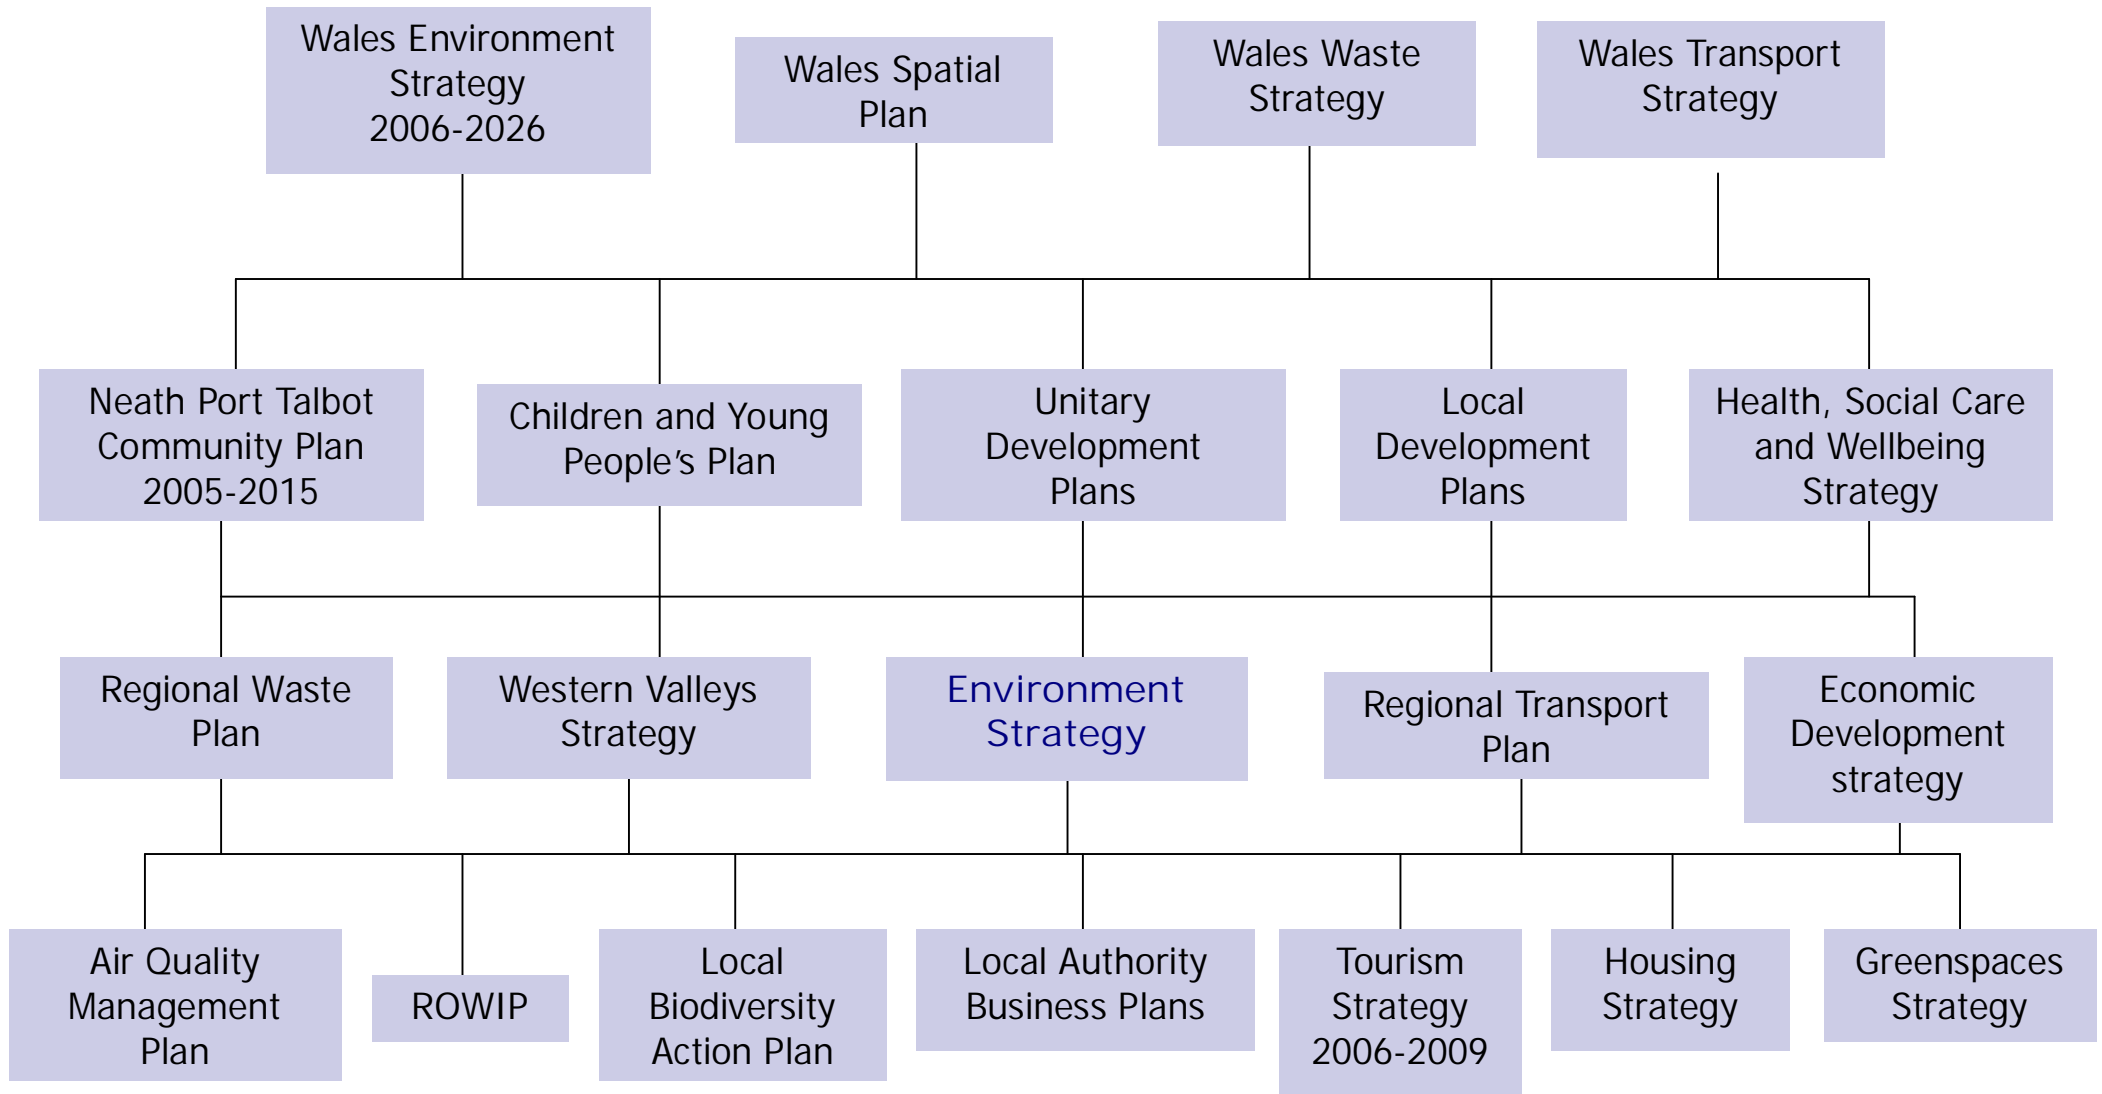 Wales Environment
Strategy
2006-2026
Wales Spatial
Plan
Wales Waste
Strategy
Wales Transport
Strategy
Neath Port Talbot
Community Plan
2005-2015
Children and Young
People’s Plan
Unitary
Development
Plans
Local
Development
Plans
Health, Social Care
and Wellbeing
Strategy
Regional Waste
Plan
Western Valleys
Strategy
Environment
Strategy
Regional Transport
Plan
Economic
Development
strategy
Air Quality
Management
Plan
ROWIP
Local
Biodiversity
Action Plan
Local Authority
Business Plans
Tourism
Strategy
2006-2009
Housing
Strategy
Greenspaces
Strategy